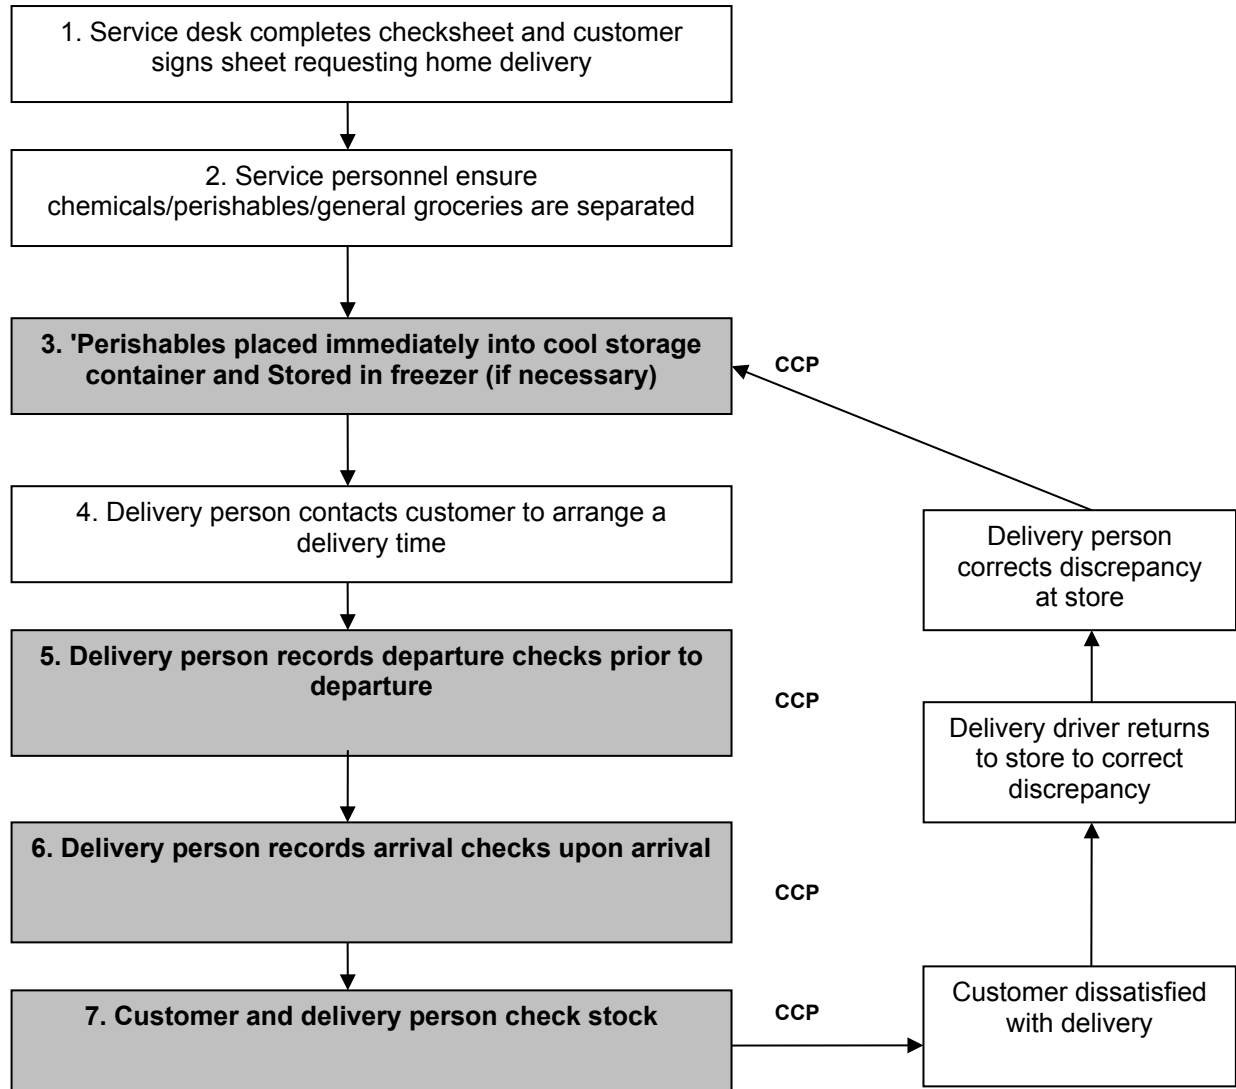 1. Service desk completes checksheet and customer
signs sheet requesting home delivery
2. Service personnel ensure
chemicals/perishables/general groceries are separated
3. 'Perishables placed immediately into cool storage
container and Stored in freezer (if necessary)
CCP
4. Delivery person contacts customer to arrange a
delivery time
5. Delivery person records departure checks prior to
departure
CCP
6. Delivery person records arrival checks upon arrival
CCP
7. Customer and delivery person check stock
CCP
Customer dissatisfied
with delivery
Delivery driver returns
to store to correct
discrepancy
Delivery person
corrects discrepancy
at store